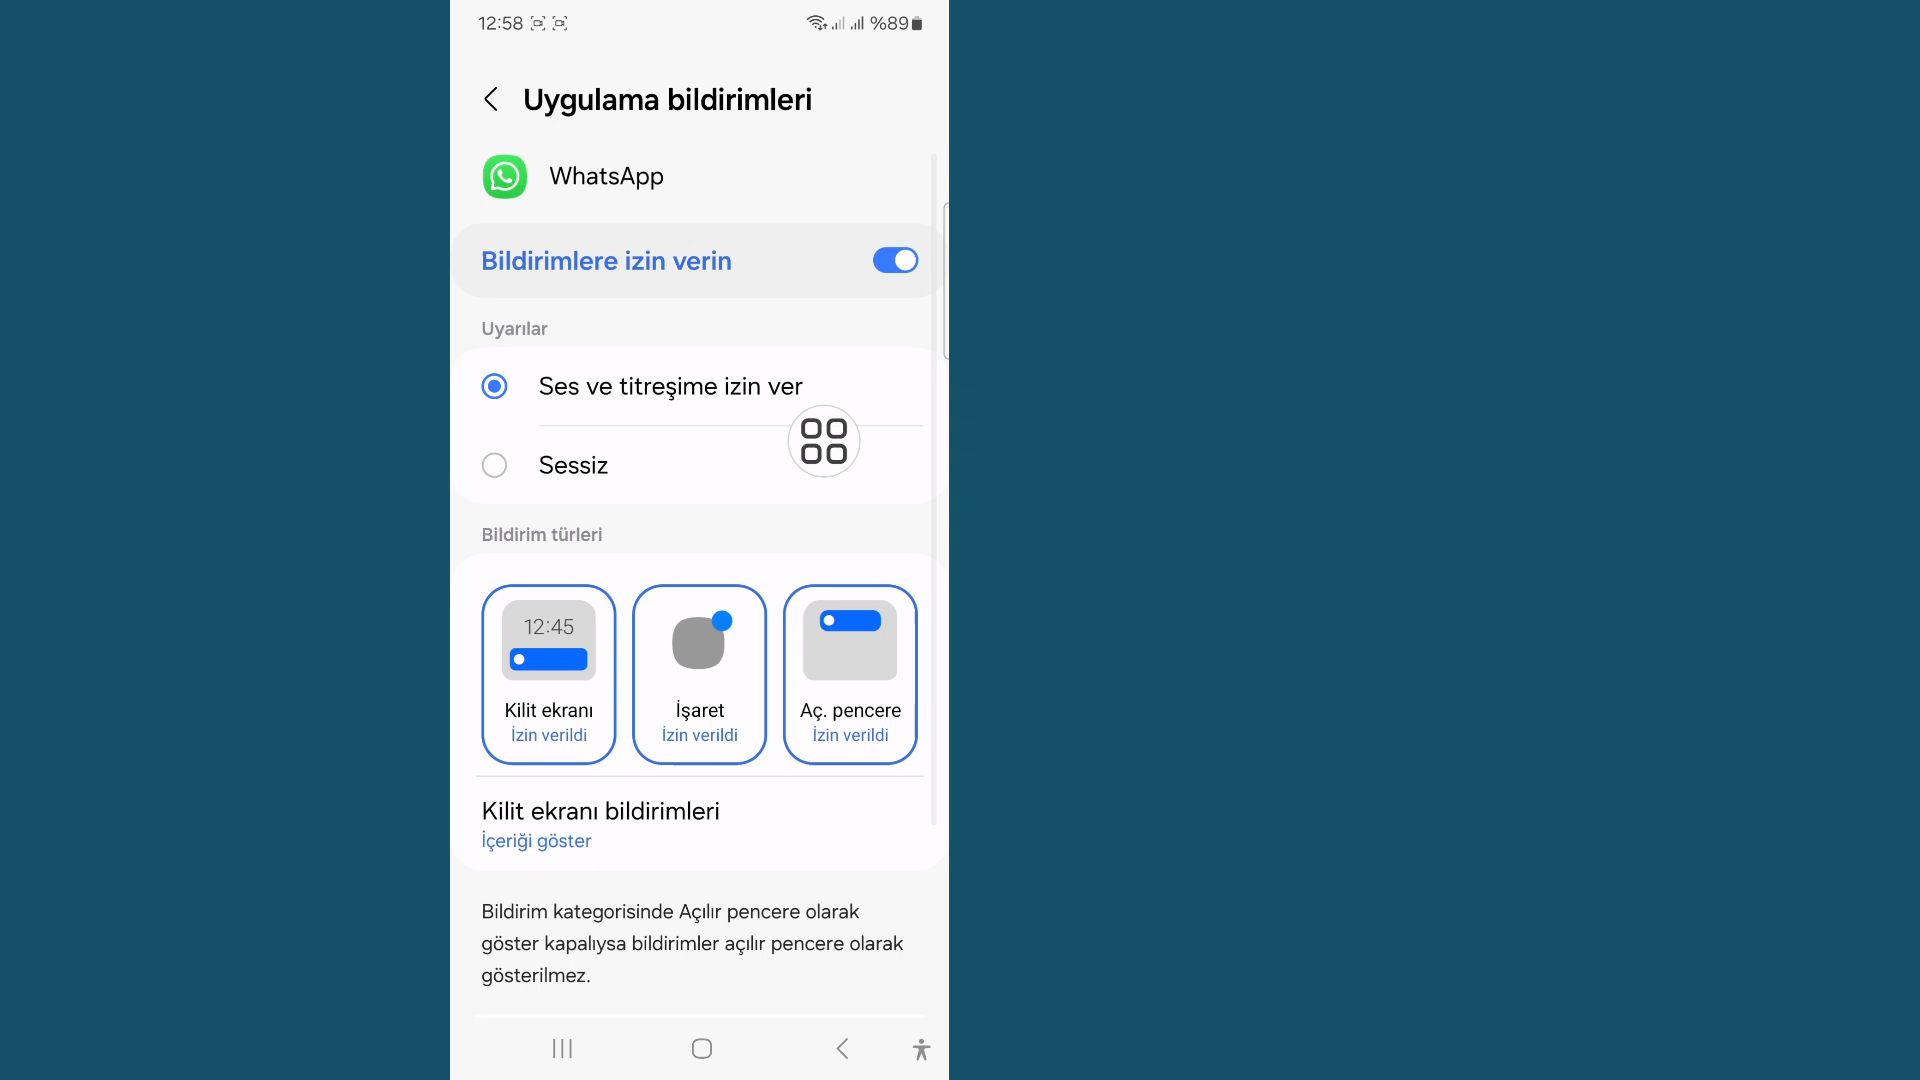 12:58 %89
Uygulama bildirimleri
WhatsApp
Bildirimlere izin verin
Uyarılar
Ses ve titreşime izin ver
Sessiz
Bildirim türleri
12:45
Kilit ekranı İşaret Aç. pencere
İzin verildi İzin verildi İzin verildi
Kilit ekranı bildirimleri
İçeriği göster
Bildirim kategorisinde Açılır pencere olarak
göster kapalıysa bildirimler açılır pencere olarak
gösterilmez.